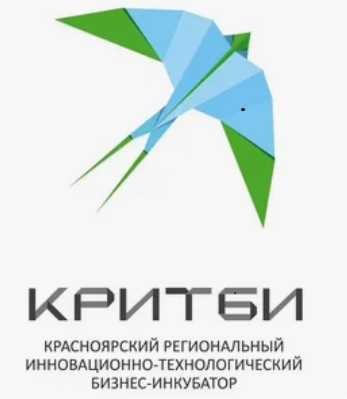 КРИТБИ
КРАСНОЯРСКИЙ РЕГИОНАЛЬНЫЙ
ИННОВАЦИОННО-ТЕХНОЛОГИЧЕСКИЙ
БИЗНЕС-ИНКУБАТОР